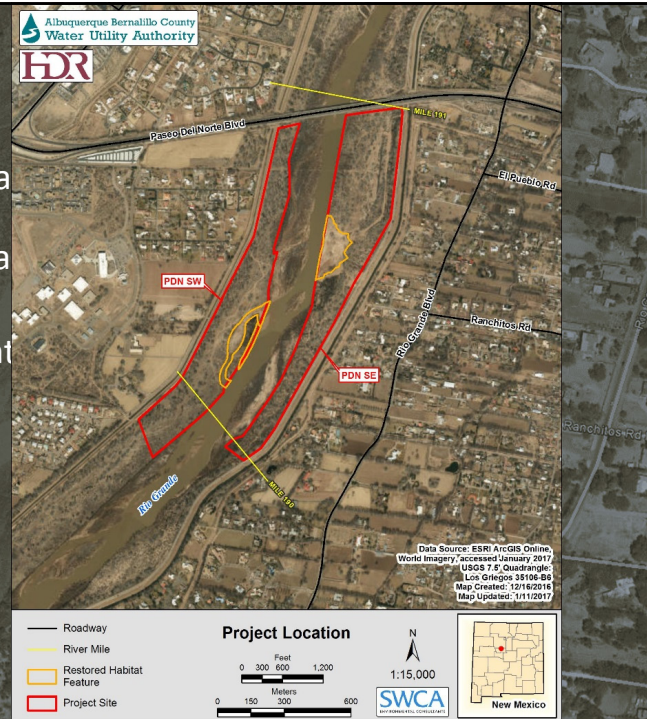 Albuquerque Bernalillo County
Water Utility Authority
HDR
MILE 191
Paseo Del Norte Blvd
El Pueblo Rd
PDN SW
Rio Grande Blvd
Ranchitos Rd
PDN SE
Ranchitos Rd
MILE 190
Rio Grande
Data Source: ESRI ArcGIS Online,
World Imagery, accessed January 2017
USGS 7.5' Quadrangle:
Los Griegos 35106-B6
Map Created: 12/16/2016
Map Updated: 1/11/2017
Roadway
River Mile
Restored Habitat
Feature
Project Site
Project Location
Feet
0 300 600 1,200
Meters
0 150 300 600
N
1:15,000
SWCA
ENVIRONMENTAL CONSULTANTS
New Mexico